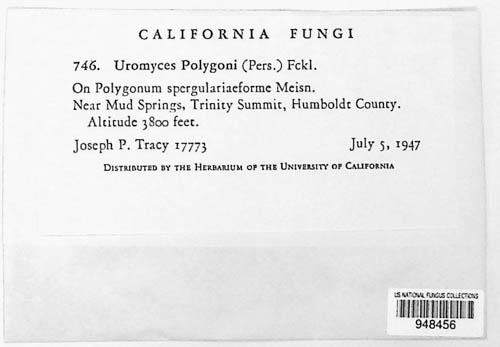 CALIFORNIA FUNGI
746. Uromyces Polygoni (Pers.) Fckl.
On Polygonum spergulariaeforme Meisn.
Near Mud Springs, Trinity Summit, Humboldt County.
Altitude 3800 feet.
Joseph P. Tracy 17773 July 5, 1947
Distributed by the Herbarium of the University of California
US NATIONAL FUNGUS COLLECTIONS
948456